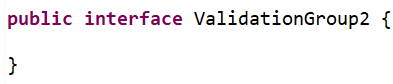 public interface ValidationGroup2 {
}